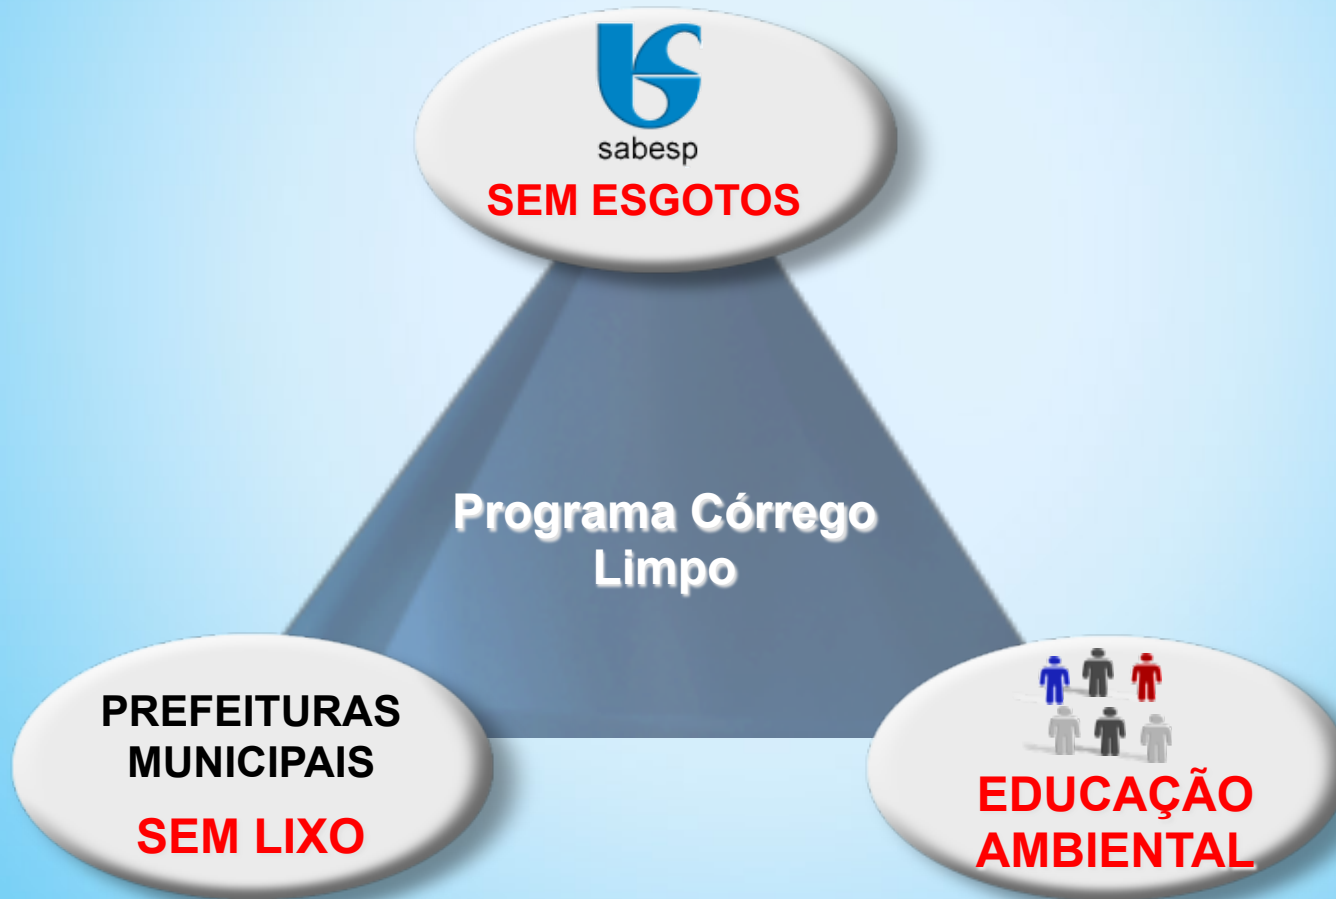 sabesp
SEM ESGOTOS
Programa Córrego
Limpo
PREFEITURAS
MUNICIPAIS
SEM LIXO
EDUCAÇÃO
AMBIENTAL